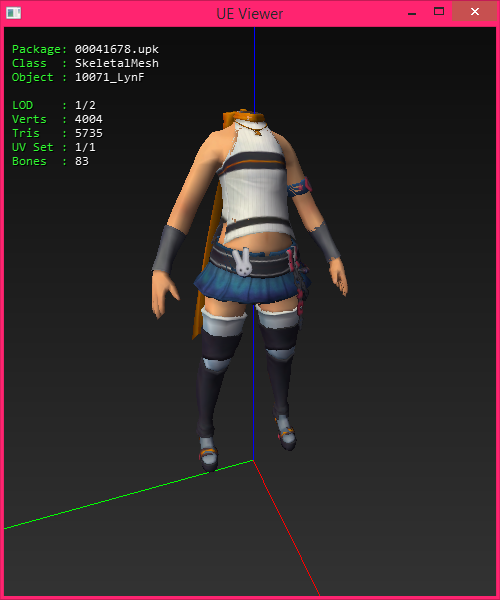 UE Viewer
Package: 00041678.upk
Class : SkeletalMesh
Object : 10071_LynF
LOD : 1/2
Verts : 4004
Tris : 5735
UV Set : 1/1
Bones : 83